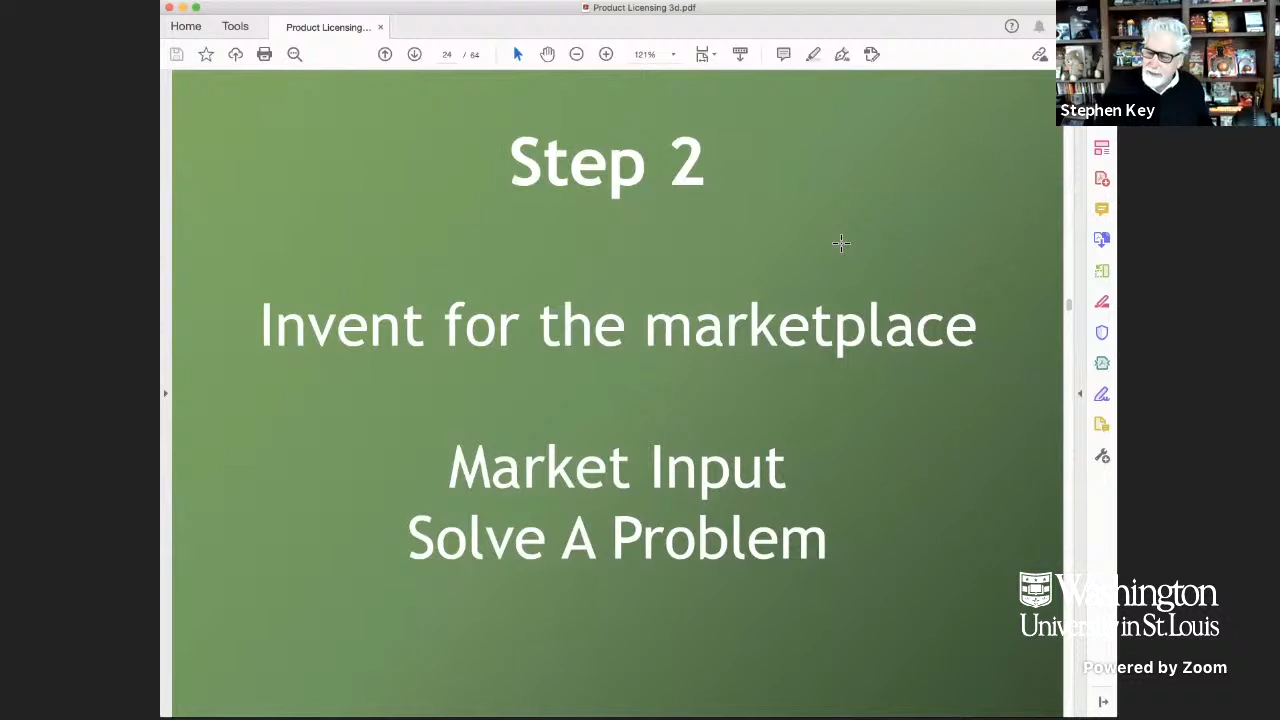 Product Licensing 3d.pdf
Home
Tools
Product Licensing... ×
24 / 64
121%
Stephen Key
Step 2
Invent for the marketplace
Market Input
Solve A Problem
Washington
University in St. Louis
Powered by Zoom